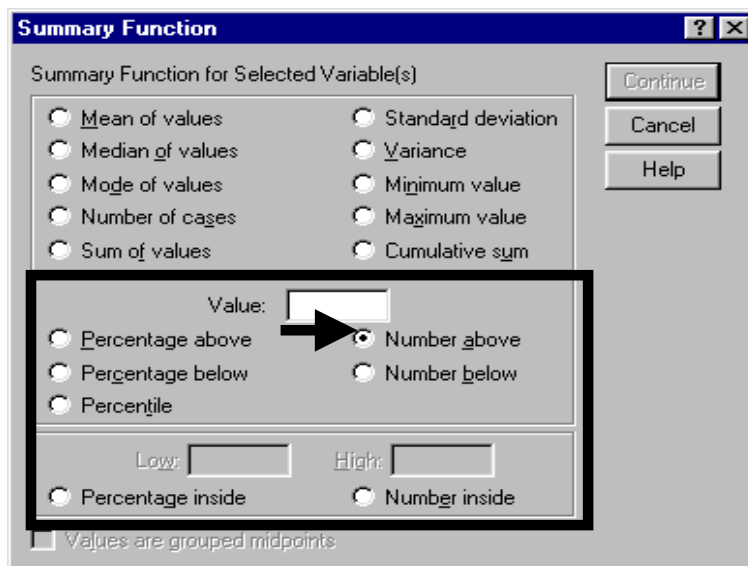 Summary Function
Summary Function for Selected Variable(s)
Mean of values
Standard deviation
Continue
Median of values
Variance
Cancel
Mode of values
Minimum value
Help
Number of cases
Maximum value
Sum of values
Cumulative sum
Value:
Percentage above
Number above
Percentage below
Number below
Percentile
Low:
High:
Percentage inside
Number inside
Values are grouped midpoints